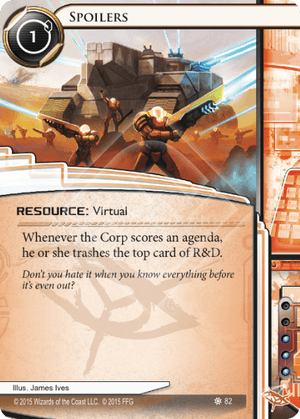 SPOILERS
1
RESOURCE: Virtual
Whenever the Corp scores an agenda,
he or she trashes the top card of R&D.
Don't you hate it when you know everything before
it's even out?
Illus. James Ives
© 2015 Wizards of the Coast LLC. © 2015 FFG
82